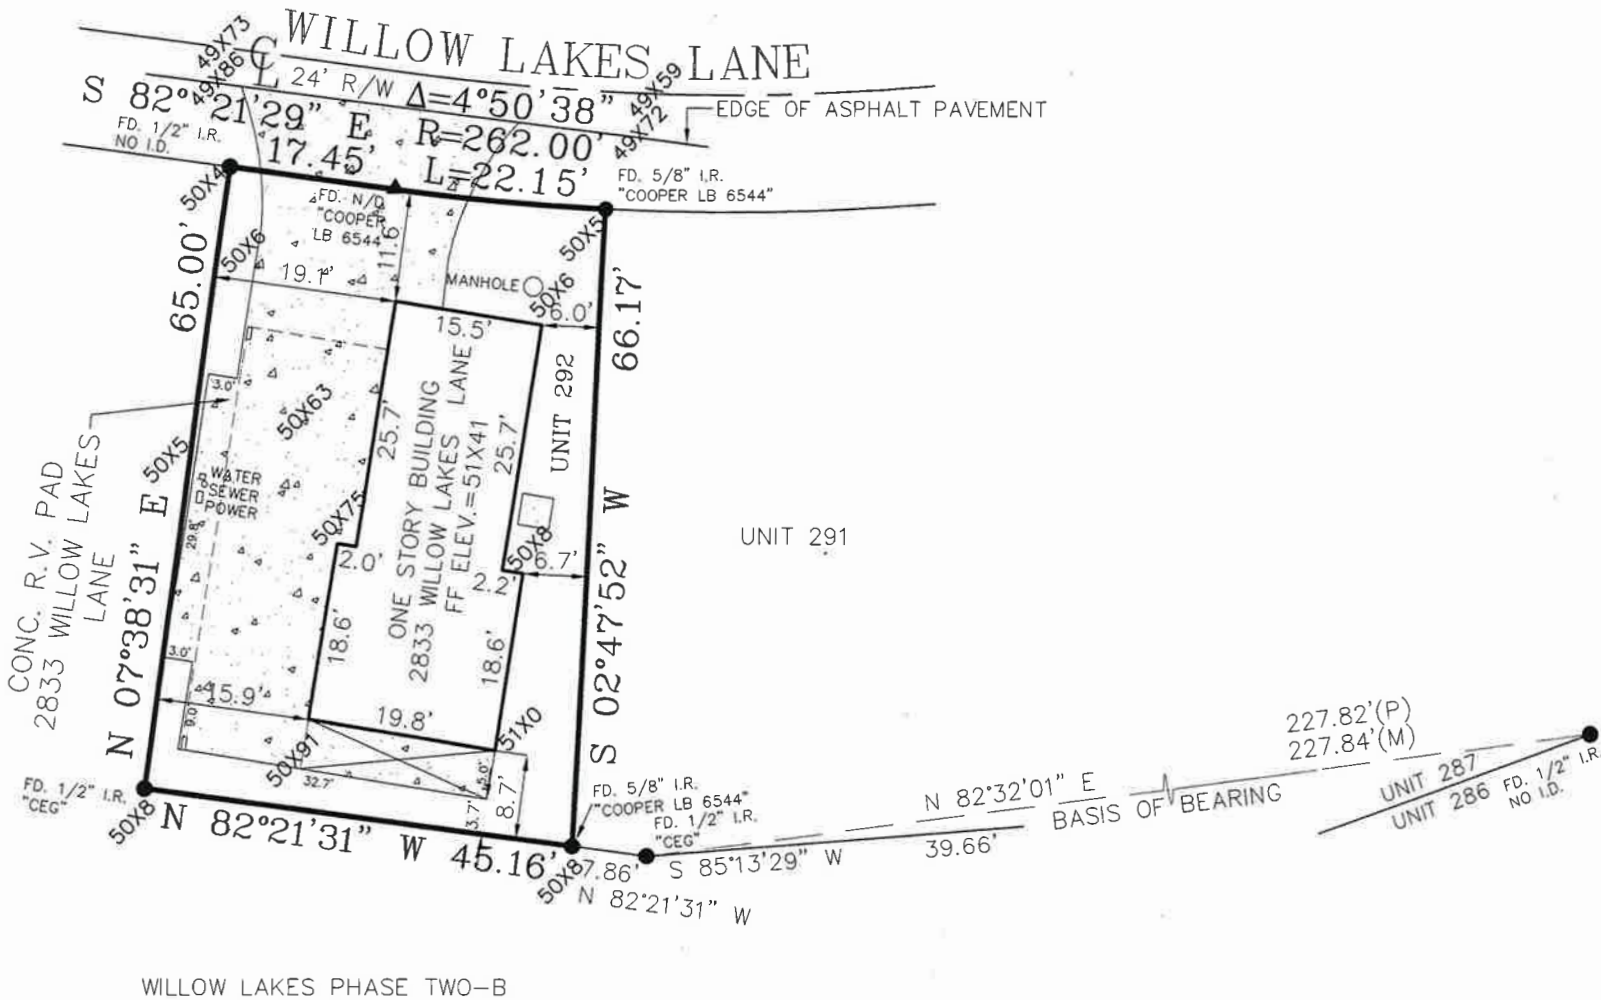 WILLOW LAKES LANE
49X73
49X86
CL
24' R/W
Δ=4°50'38"
49X59
49X72
EDGE OF ASPHALT PAVEMENT
S 82°21'29" E
17.45'
R=262.00'
L=22.15'
FD. 1/2" I.R.
NO I.D.
FD. 5/8" I.R.
"COOPER LB 6544"
50X4
FD. N/D
"COOPER
LB 6544
11.6'
50X5
50X6
19.1'
MANHOLE
50X6
6.0'
65.00'
15.5'
66.17'
3.0'
50X63
25.7'
ONE STORY BUILDING
2833 WILLOW LAKES LANE
FF ELEV.=51X41
25.7'
UNIT 292
CONC. R.V. PAD
2833 WILLOW LAKES
LANE
50X5
WATER
SEWER
POWER
50X75
50X8
UNIT 291
29.8'
2.0'
2.2'
6.7'
N 07°38'31" E
S 02°47'52" W
18.6'
18.6'
3.0'
15.9'
19.8'
9.0'
51X0
50X91
32.7'
5.0'
3.7'
8.7'
FD. 1/2" I.R.
"CEG"
50X8
N 82°21'31" W 45.16'
FD. 5/8" I.R.
"COOPER LB 6544"
FD. 1/2" I.R.
"CEG"
50X8
7.86'
N 82°21'31" W
S 85°13'29" W
39.66'
N 82°32'01" E
BASIS OF BEARING
227.82'(P)
227.84'(M)
UNIT 287
UNIT 286
FD. 1/2" I.R.
NO I.D.
WILLOW LAKES PHASE TWO-B